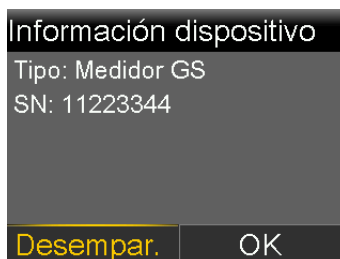 Información dispositivo
Tipo: Medidor GS
SN: 11223344
Desempar.
OK